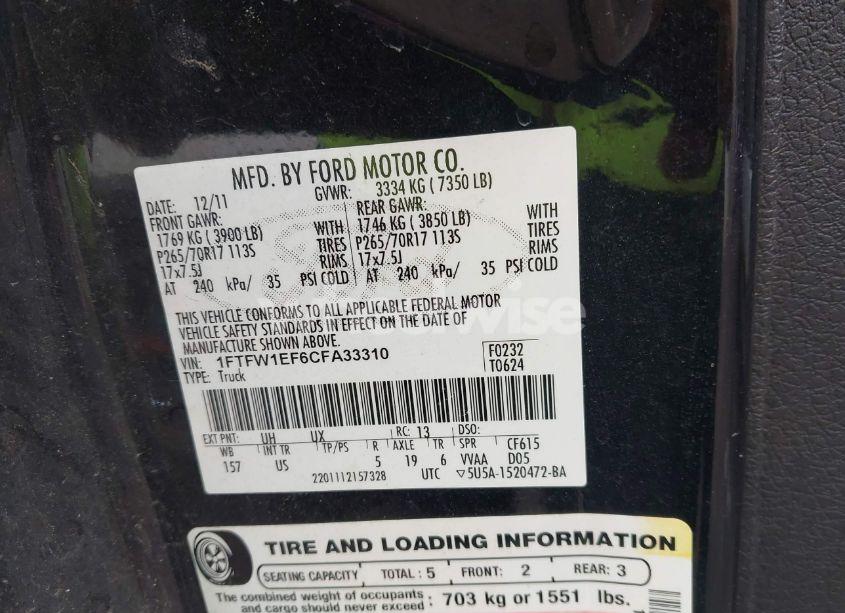 MFD. BY FORD MOTOR CO.
DATE: 12/11 GVWR: 3334 KG ( 7350 LB)
FRONT GAWR: REAR GAWR:
1769 KG ( 3900 LB) WITH 1746 KG ( 3850 LB) WITH
P265/70R17 113S TIRES P265/70R17 113S TIRES
17x7.5J RIMS 17x7.5J RIMS
AT 240 kPa/ 35 PSI COLD AT 240 kPa/ 35 PSI COLD
THIS VEHICLE CONFORMS TO ALL APPLICABLE FEDERAL MOTOR
VEHICLE SAFETY STANDARDS IN EFFECT ON THE DATE OF
MANUFACTURE SHOWN ABOVE.
VIN: 1FTFW1EF6CFA33310 F0232
TYPE: Truck T0624
EXT PNT: UH UX RC: 13 DSO:
WB INT TR TP/PS R AXLE TR SPR CF615
157 US 5 19 6 VVAA D05
2201112157328 UTC ▽5U5A-1520472-BA
TIRE AND LOADING INFORMATION
SEATING CAPACITY TOTAL : 5 FRONT: 2 REAR: 3
The combined weight of occupants
and cargo should never exceed : 703 kg or 1551 lbs.